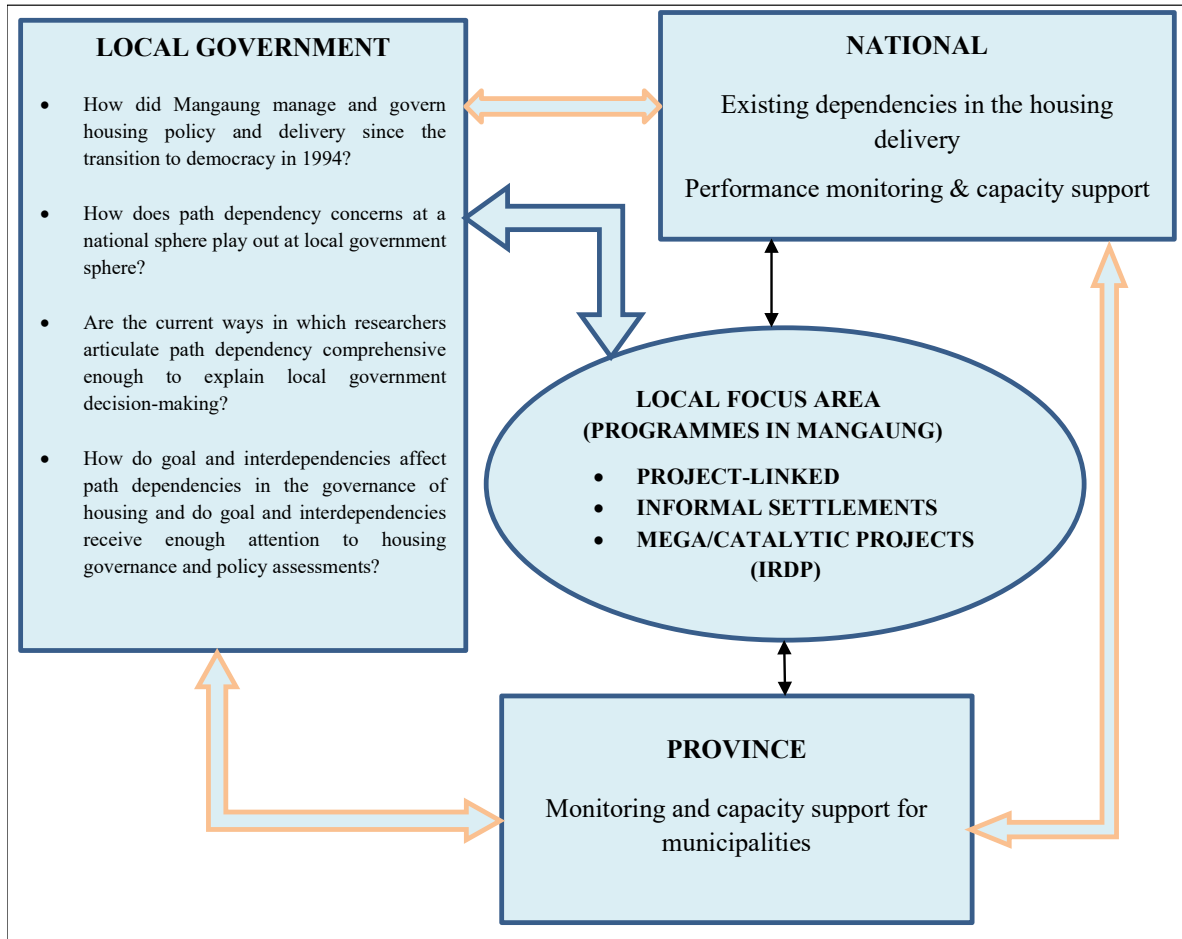 LOCAL GOVERNMENT
• How did Mangaung manage and govern
housing policy and delivery since the
transition to democracy in 1994?
• How does path dependency concerns at a
national sphere play out at local government
sphere?
• Are the current ways in which researchers
articulate path dependency comprehensive
enough to explain local government
decision-making?
• How do goal and interdependencies affect
path dependencies in the governance of
housing and do goal and interdependencies
receive enough attention to housing
governance and policy assessments?
NATIONAL
Existing dependencies in the housing
delivery
Performance monitoring & capacity support
LOCAL FOCUS AREA
(PROGRAMMES IN MANGAUNG)
• PROJECT-LINKED
• INFORMAL SETTLEMENTS
• MEGA/CATALYTIC PROJECTS
(IRDP)
PROVINCE
Monitoring and capacity support for
municipalities